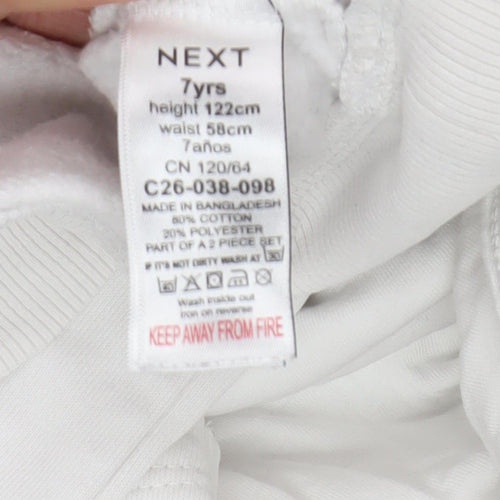 NEXT
7yrs
height 122cm
waist 58cm
7años
CN 120/64
C26-038-098
MADE IN BANGLADESH
80% COTTON
20% POLYESTER
PART OF A 2 PIECE SET
IF IT'S NOT DIRTY WASH AT 30
40
Wash inside out
Iron on reverse
KEEP AWAY FROM FIRE